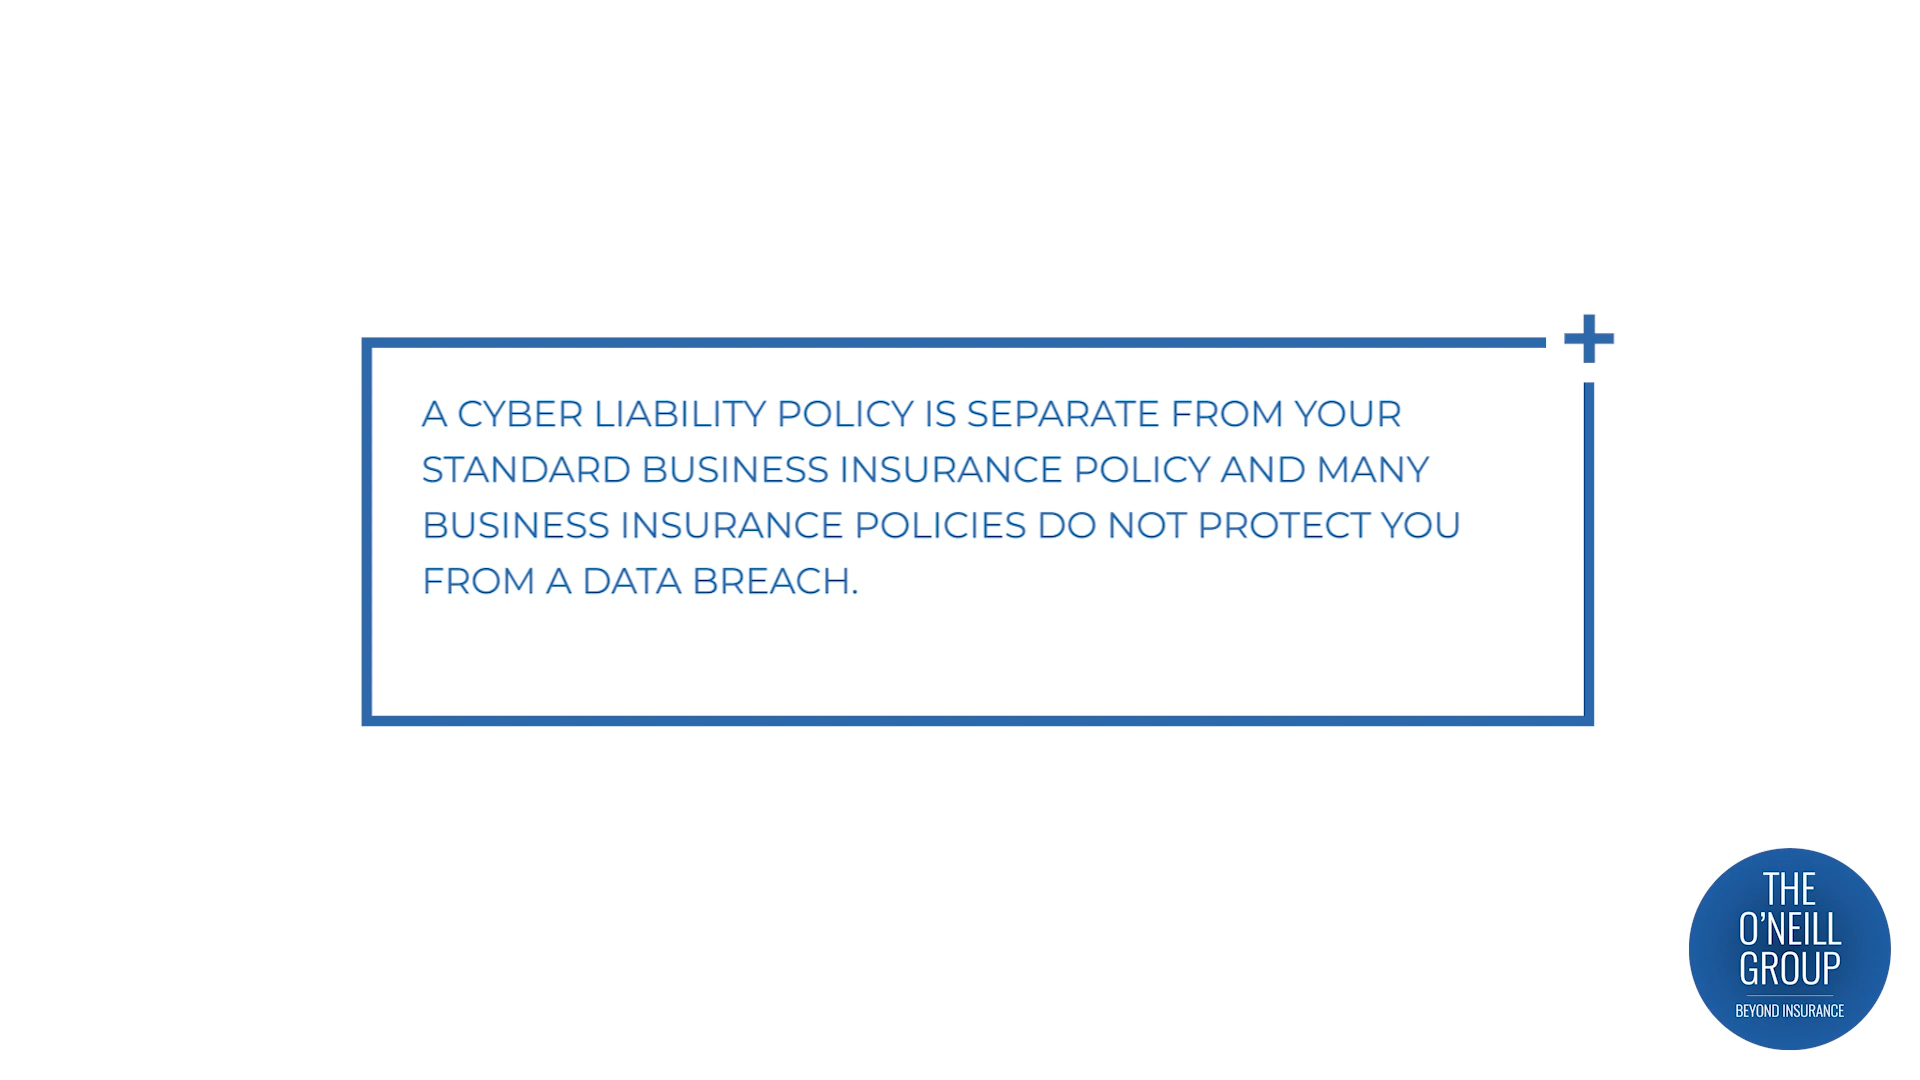 A CYBER LIABILITY POLICY IS SEPARATE FROM YOUR
STANDARD BUSINESS INSURANCE POLICY AND MANY
BUSINESS INSURANCE POLICIES DO NOT PROTECT YOU
FROM A DATA BREACH.
THE
O'NEILL
GROUP
BEYOND INSURANCE